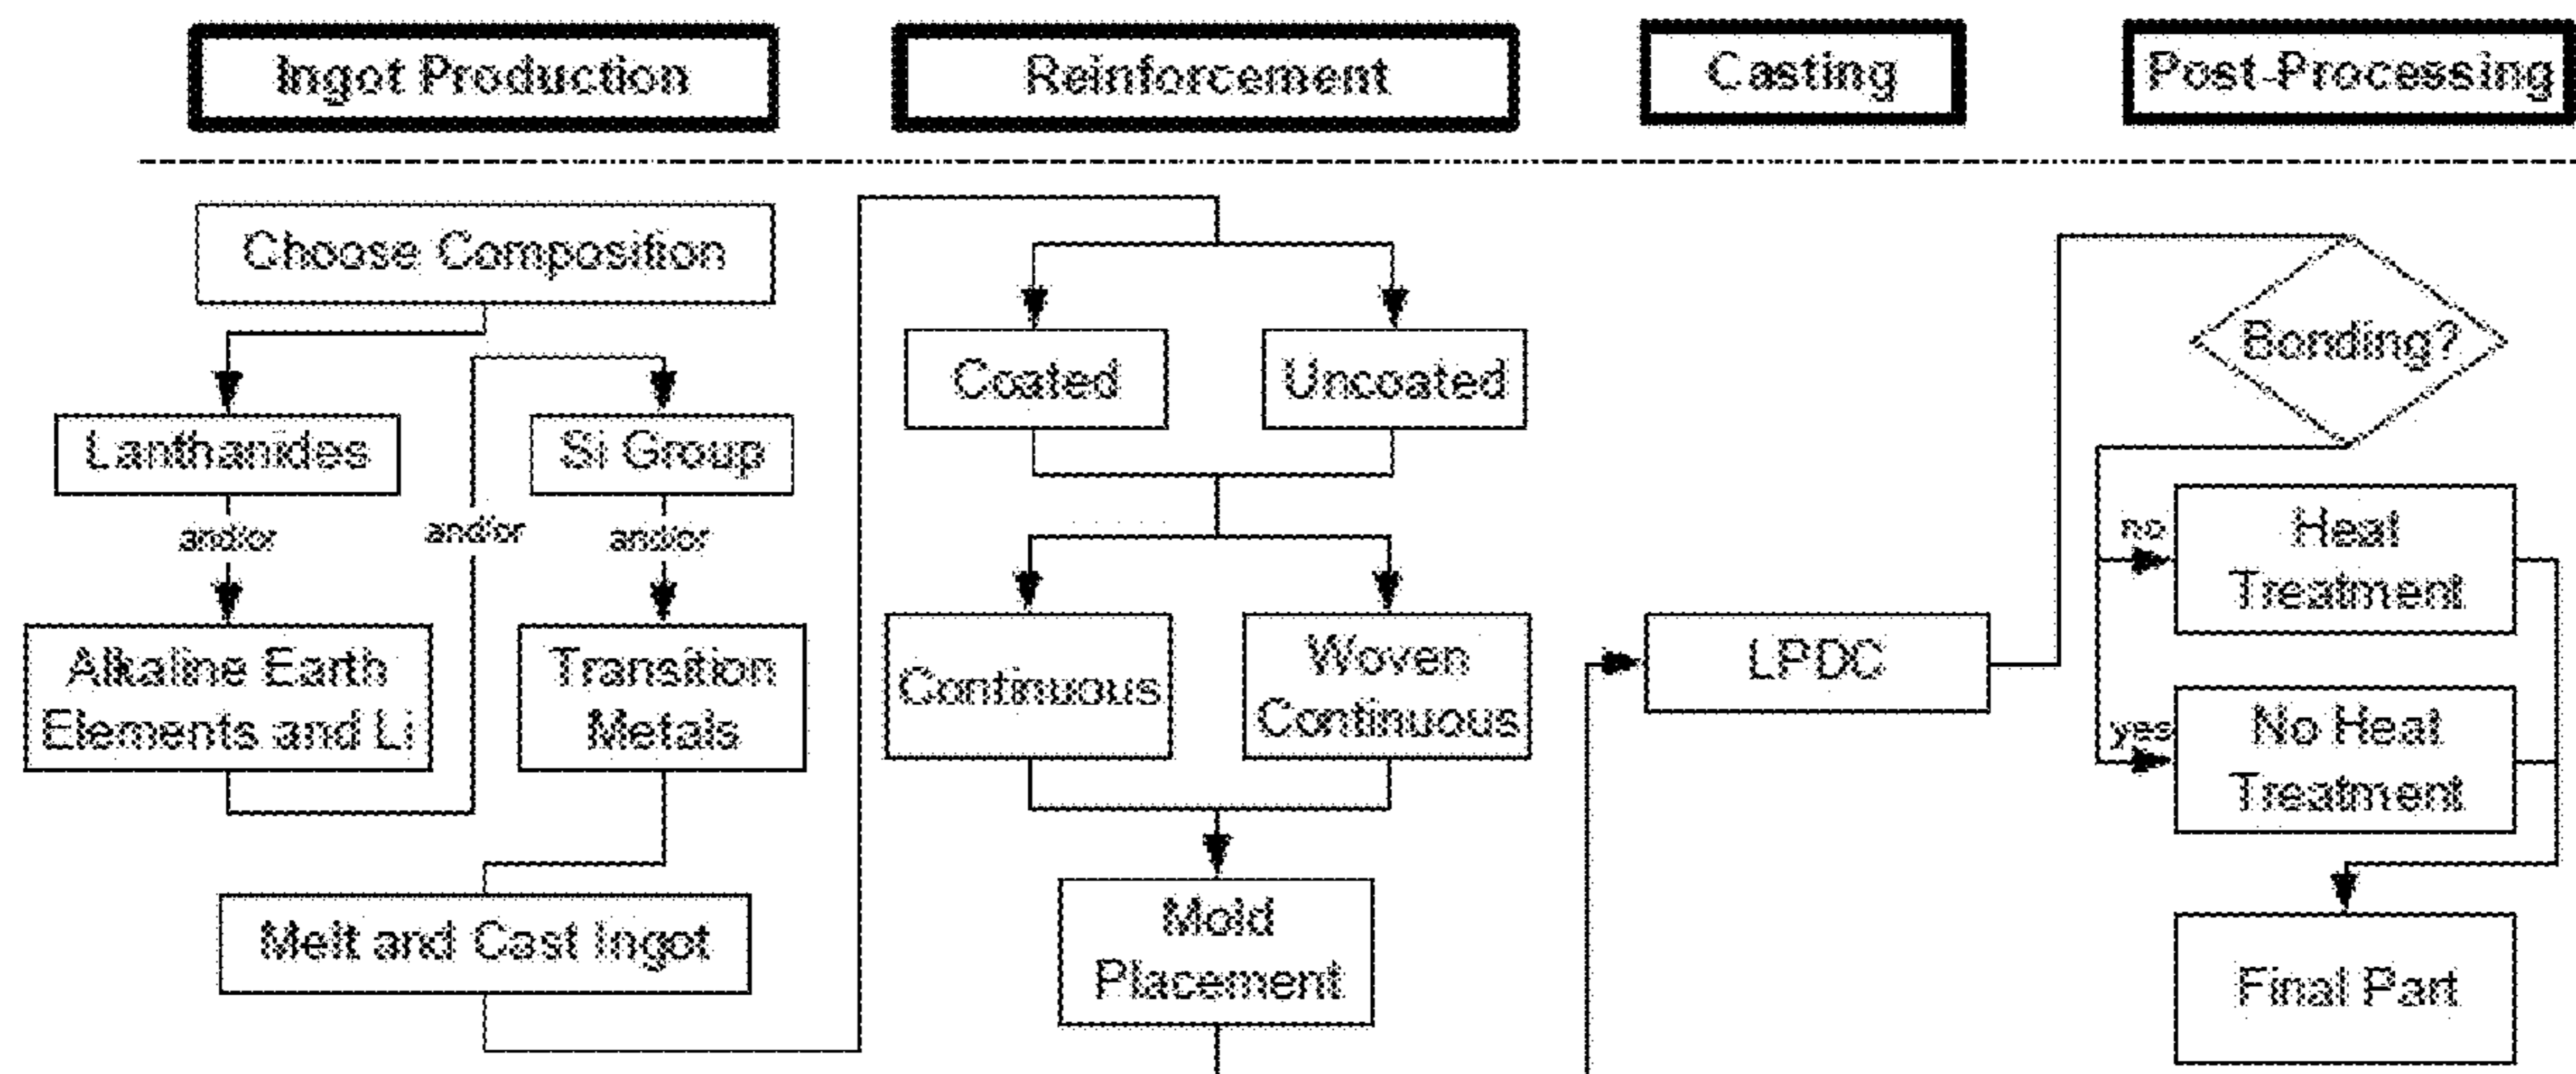 Ingot Production
Reinforcement
Casting
Post-Processing
Choose Composition
Lanthanides
and/or
Alkaline Earth
Elements and Li
and/or
Si Group
and/or
Transition
Metals
Melt and Cast Ingot
Coated
Uncoated
Continuous
Woven
Continuous
Mold
Placement
LPDC
Bonding?
no
Heat
Treatment
yes
No Heat
Treatment
Final Part